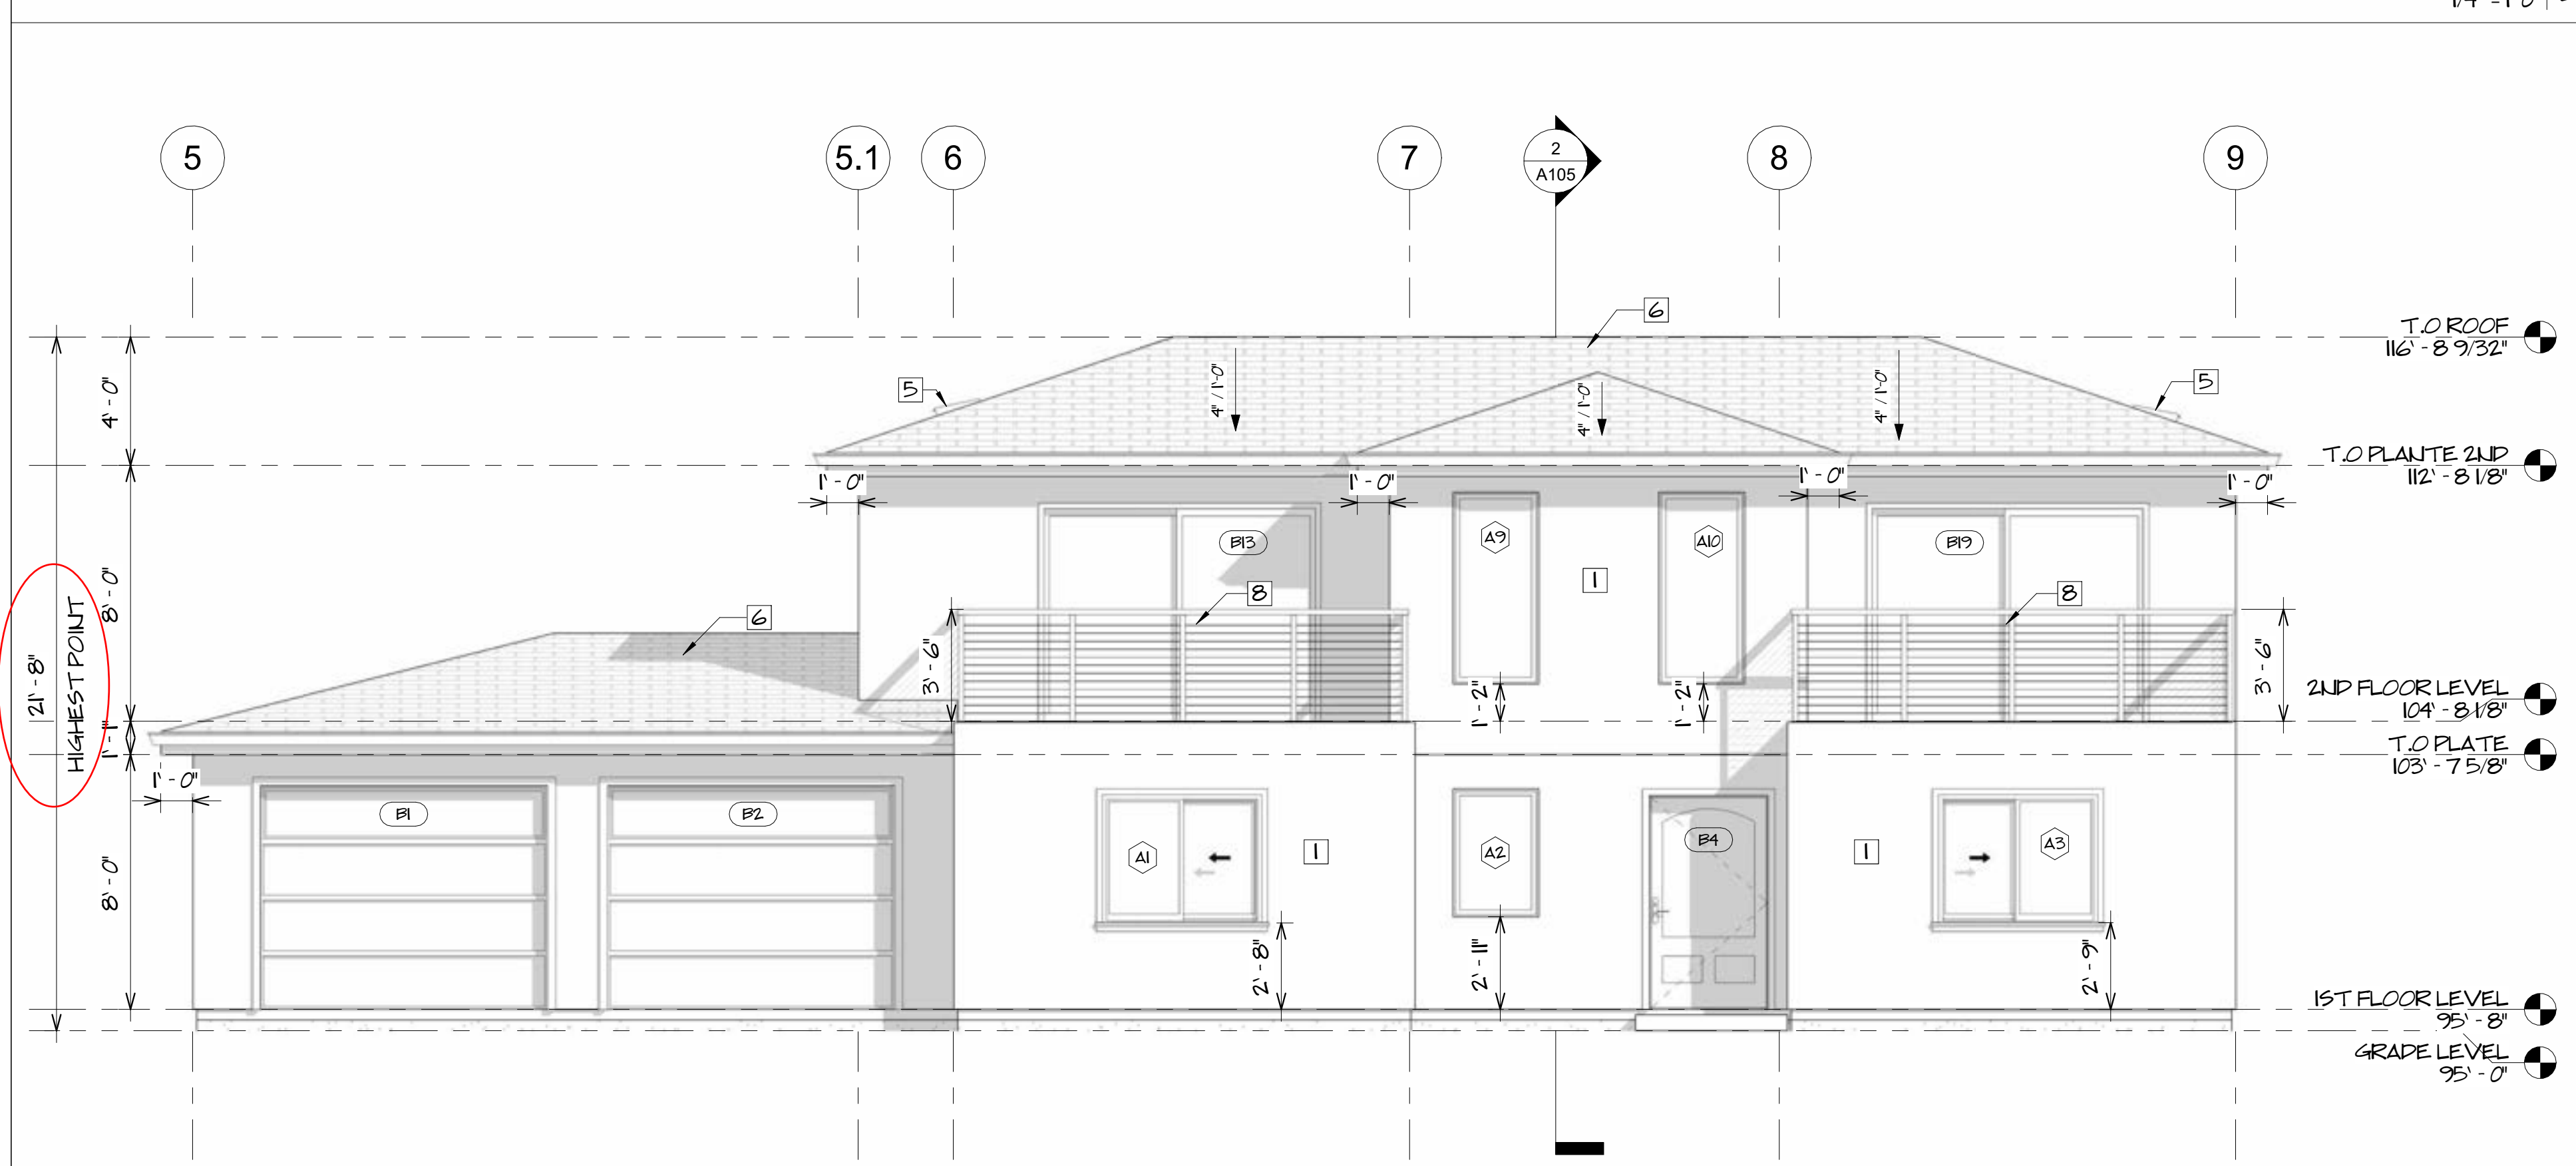 5
5.1
6
7
2
A105
8
9
6
T.O ROOF
116' - 8 9/32"
5
4" / 1'-0"
4" / 1'-0"
4" / 1'-0"
5
4' - 0"
T.O PLANTE 2ND
112' - 8 1/8"
1' - 0"
1' - 0"
1' - 0"
1' - 0"
B13
A9
A10
B19
1
8' - 0"
8
8
6
3' - 6"
1' - 2"
1' - 2"
3' - 6"
21' - 8"
HIGHEST POINT
2ND FLOOR LEVEL
104' - 8 1/8"
1' - 1"
T.O PLATE
103' - 7 5/8"
1' - 0"
B1
B2
A1
1
A2
B4
1
A3
8' - 0"
2' - 8"
2' - 11"
2' - 9"
1ST FLOOR LEVEL
95' - 8"
GRADE LEVEL
95' - 0"